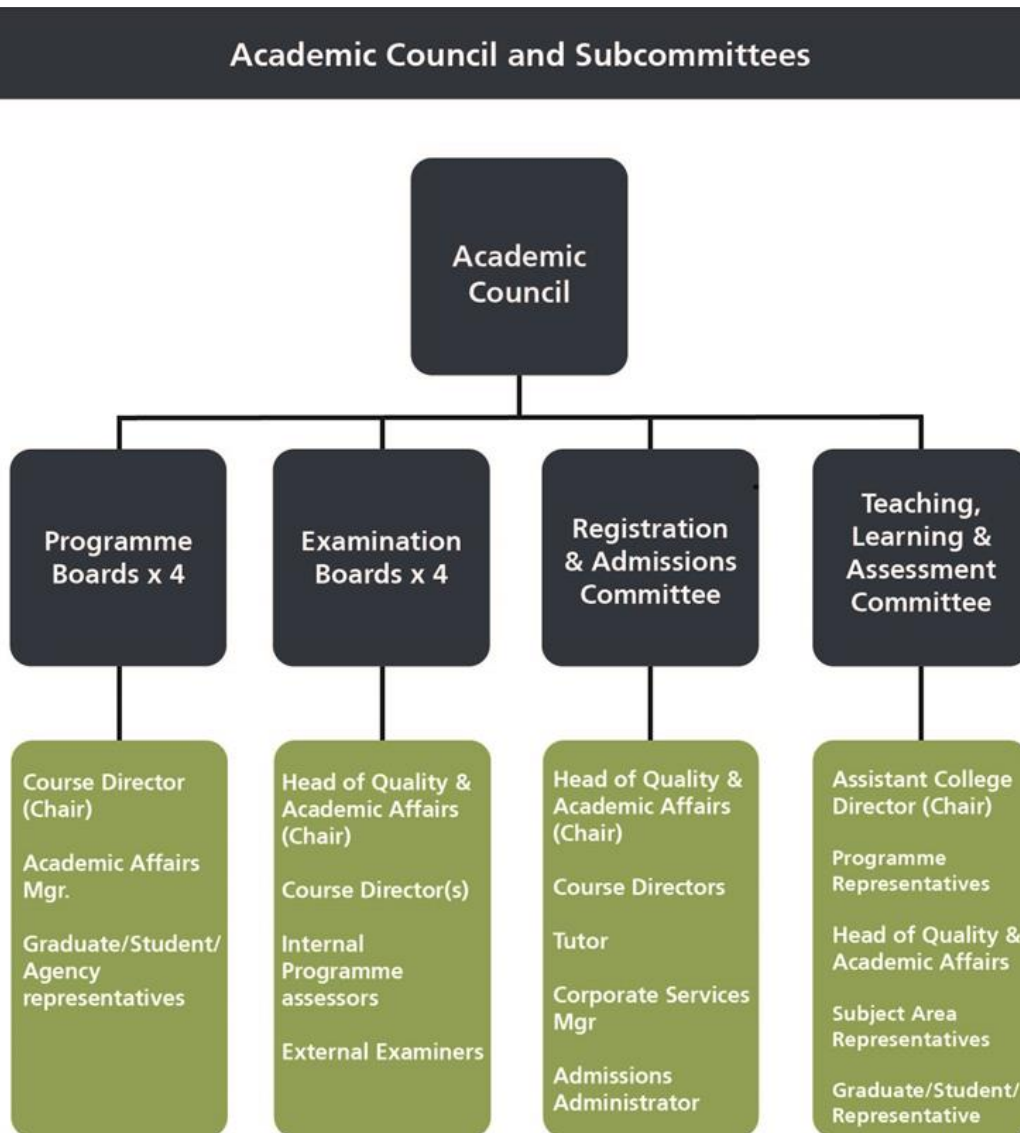 Academic Council and Subcommittees
Academic
Council
Programme
Boards x 4
Examination
Boards x 4
Registration
& Admissions
Committee
Teaching,
Learning &
Assessment
Committee
Course Director
(Chair)
Academic Affairs
Mgr.
Graduate/Student/
Agency
representatives
Head of Quality &
Academic Affairs
(Chair)
Course Director(s)
Internal
Programme
assessors
External Examiners
Head of Quality &
Academic Affairs
(Chair)
Course Directors
Tutor
Corporate Services
Mgr
Admissions
Administrator
Assistant College
Director (Chair)
Programme
Representatives
Head of Quality &
Academic Affairs
Subject Area
Representatives
Graduate/Student/
Representative